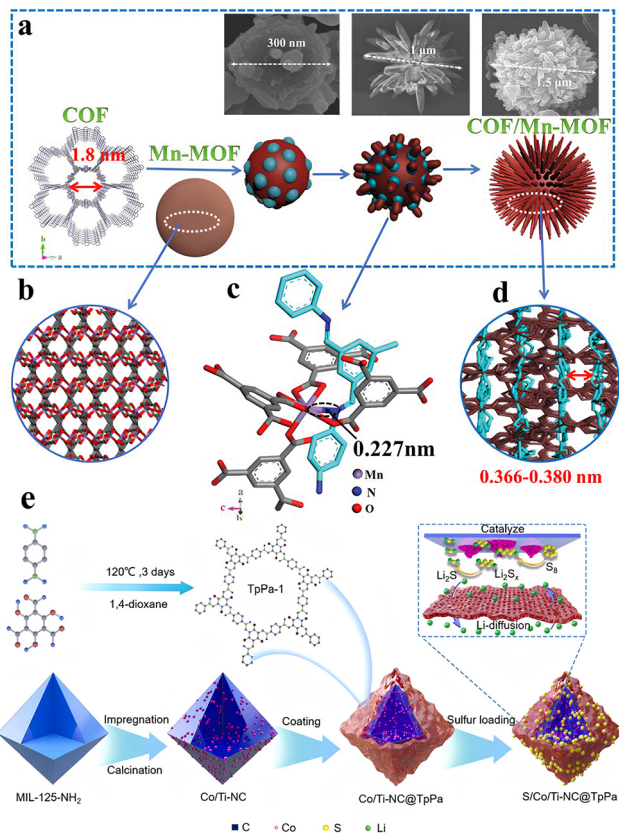 a
300 nm
1 μm
1.5 μm
COF
1.8 nm
Mn-MOF
COF/Mn-MOF
b
a
b
c
d
0.227nm
Mn
N
O
a
c
b
0.366-0.380 nm
e
120℃ ,3 days
1,4-dioxane
TpPa-1
Catalyze
Li₂S
Li₂Sₓ
S₈
Li-diffusion
Impregnation
Calcination
Coating
Sulfur loading
MIL-125-NH₂
Co/Ti-NC
Co/Ti-NC@TpPa
S/Co/Ti-NC@TpPa
C
Co
S
Li